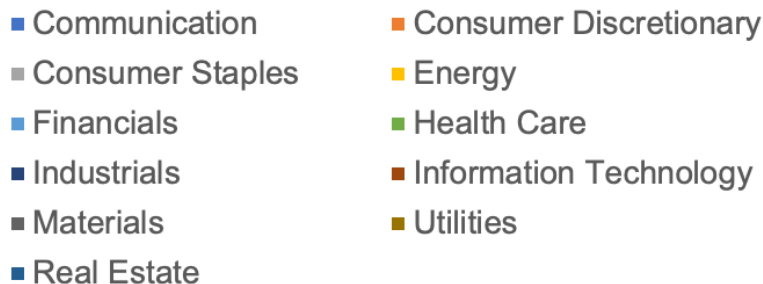 Communication Consumer Discretionary
Consumer Staples Energy
Financials Health Care
Industrials Information Technology
Materials Utilities
Real Estate